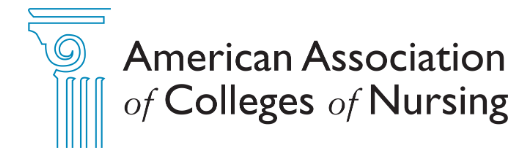 American Association
of Colleges of Nursing